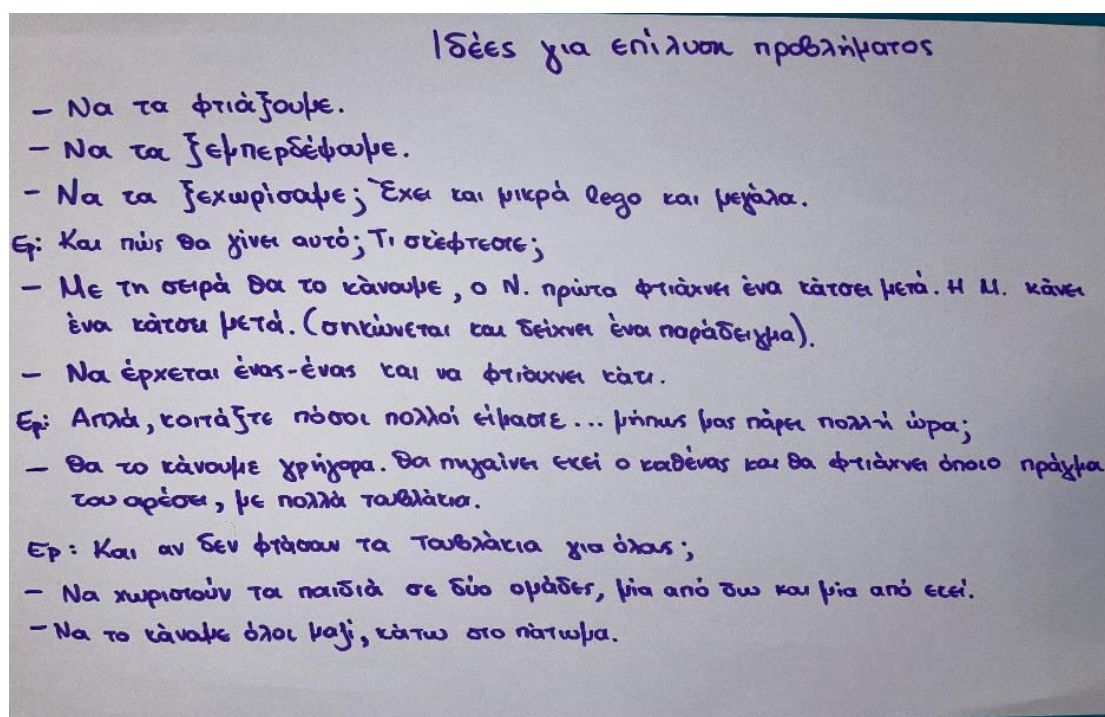 Ιδέες για επίλυση προβλήματος
- Να τα φτιάξουμε.
- Να τα ξεμπερδέψουμε.
- Να τα ξεχωρίσουμε; Έχει και μικρά lego και μεγάλα.
Ερ: Και πώς θα γίνει αυτό; Τι σκέφτεστε;
- Με τη σειρά θα το κάνουμε, ο Ν. πρώτα φτιάχνει ένα κάτσει μετά. Η Μ. κάνει
ένα κάτσει μετά. (σηκώνεται και δείχνει ένα παράδειγμα).
- Να έρχεται ένας-ένας και να φτιάχνει κάτι.
Ερ: Απλά, κοιτάξτε πόσοι πολλοί είμαστε... μήπως μας πάρει πολλή ώρα;
- Θα το κάνουμε γρήγορα. Θα πηγαίνει εκεί ο καθένας και θα φτιάχνει όποιο πράγμα
του αρέσει, με πολλά τουβλάκια.
Ερ: Και αν δεν φτάσουν τα τουβλάκια για όλους;
- Να χωριστούν τα παιδιά σε δύο ομάδες, μία από δω και μία από εκεί.
- Να το κάναμε όλοι μαζί, κάτω στο πάτωμα.